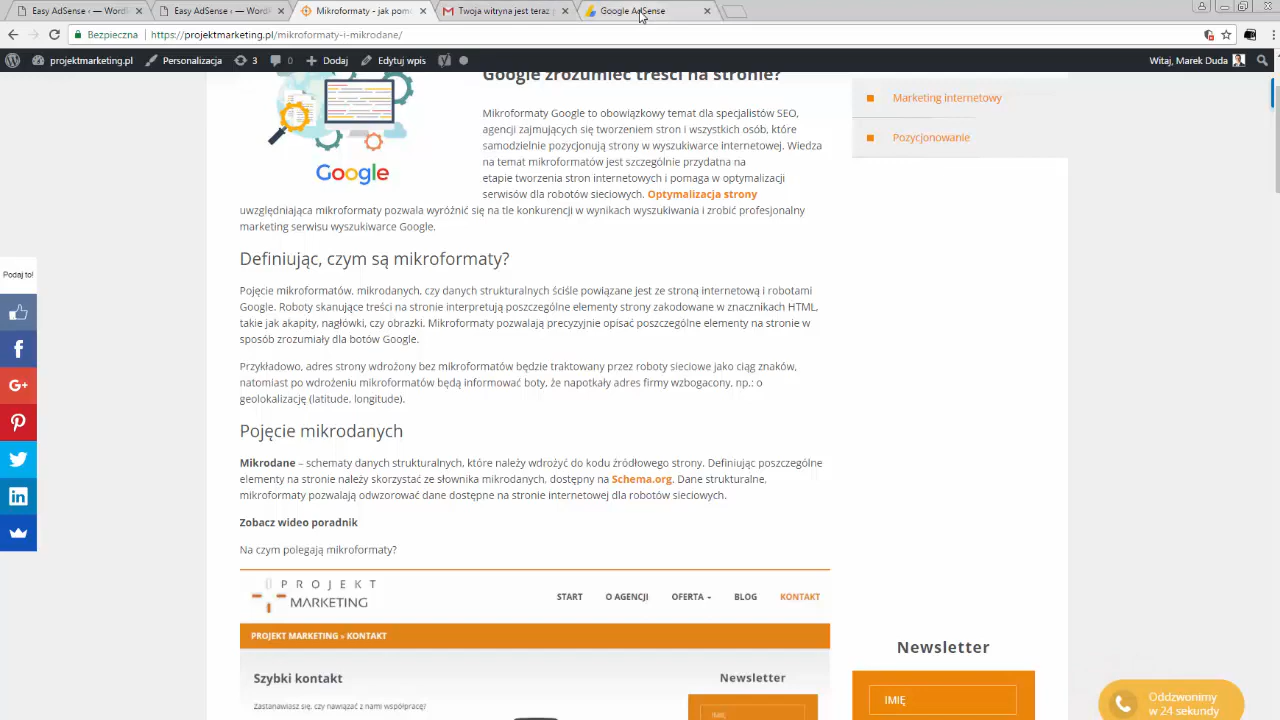 Easy AdSense — WordPr
Easy AdSense ‹ Projekt
Mikroformaty - jak pomo
Twoja witryna jest teraz p
Google AdSense
Bezpieczna
https://projektmarketing.pl/mikroformaty-i-mikrodane/
projektmarketing.pl
Personalizacja
3
0
Dodaj
Edytuj wpis
Witaj, Marek Duda
Google zrozumieć treści na stronie?
Google
Mikroformaty Google to obowiązkowy temat dla specjalistów SEO,
agencji zajmujących się tworzeniem stron i wszystkich osób, które
samodzielnie pozycjonują strony w wyszukiwarce internetowej. Wiedza
na temat mikroformatów jest szczególnie przydatna na
etapie tworzenia stron internetowych i pomaga w optymalizacji
serwisów dla robotów sieciowych. Optymalizacja strony
uwzględniająca mikroformaty pozwala wyróżnić się na tle konkurencji w wynikach wyszukiwania i zrobić profesjonalny
marketing serwisu wyszukiwarce Google.
Definiując, czym są mikroformaty?
Pojęcie mikroformatów, mikrodanych, czy danych strukturalnych ściśle powiązane jest ze stroną internetową i robotami
Google. Roboty skanujące treści na stronie interpretują poszczególne elementy strony zakodowane w znacznikach HTML,
takie jak akapity, nagłówki, czy obrazki. Mikroformaty pozwalają precyzyjnie opisać poszczególne elementy na stronie w
sposób zrozumiały dla botów Google.
Przykładowo, adres strony wdrożony bez mikroformatów będzie traktowany przez roboty sieciowe jako ciąg znaków,
natomiast po wdrożeniu mikroformatów będą informować boty, że napotkały adres firmy wzbogacony, np.: o
geolokalizację (latitude, longitude).
Pojęcie mikrodanych
Mikrodane – schematy danych strukturalnych, które należy wdrożyć do kodu źródłowego strony. Definiując poszczególne
elementy na stronie należy skorzystać ze słownika mikrodanych, dostępny na Schema.org. Dane strukturalne,
mikroformaty pozwalają odwzorować dane dostępne na stronie internetowej dla robotów sieciowych.
Zobacz wideo poradnik
Na czym polegają mikroformaty?
PROJEKT
MARKETING
START
O AGENCJI
OFERTA
BLOG
KONTAKT
PROJEKT MARKETING » KONTAKT
Szybki kontakt
Zastanawiasz się, czy nawiązać z nami współpracę?
Newsletter
IMIĘ
Marketing internetowy
Pozycjonowanie
Newsletter
IMIĘ
Podaj to!
Oddzwonimy
w 24 sekundy